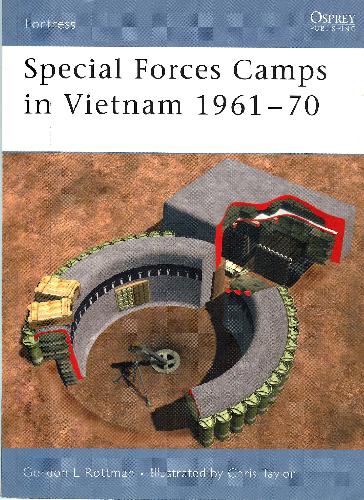 Fortress
OSPREY
PUBLISHING
Special Forces Camps
in Vietnam 1961–70
Gordon L Rottman • Illustrated by Chris Taylor